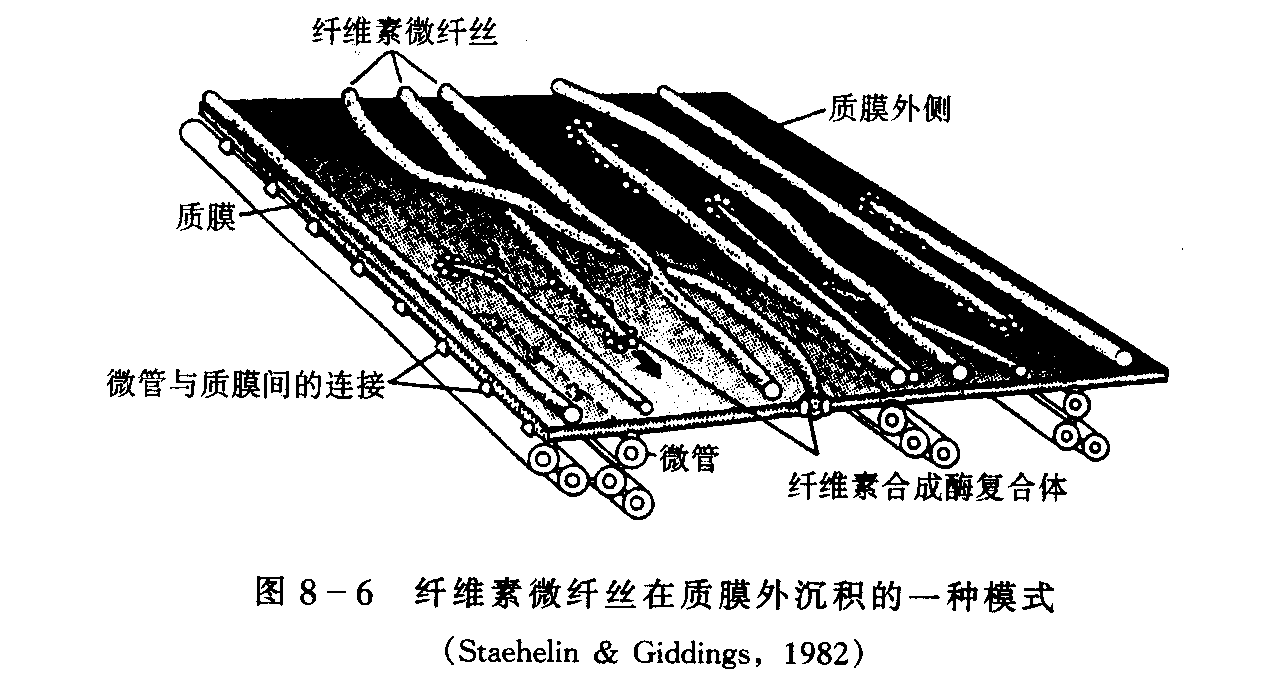 纤维素微纤丝
质膜外侧
质膜
微管与质膜间的连接
微管
纤维素合成酶复合体
图 8-6 纤维素微纤丝在质膜外沉积的一种模式
(Staehelin & Giddings, 1982)